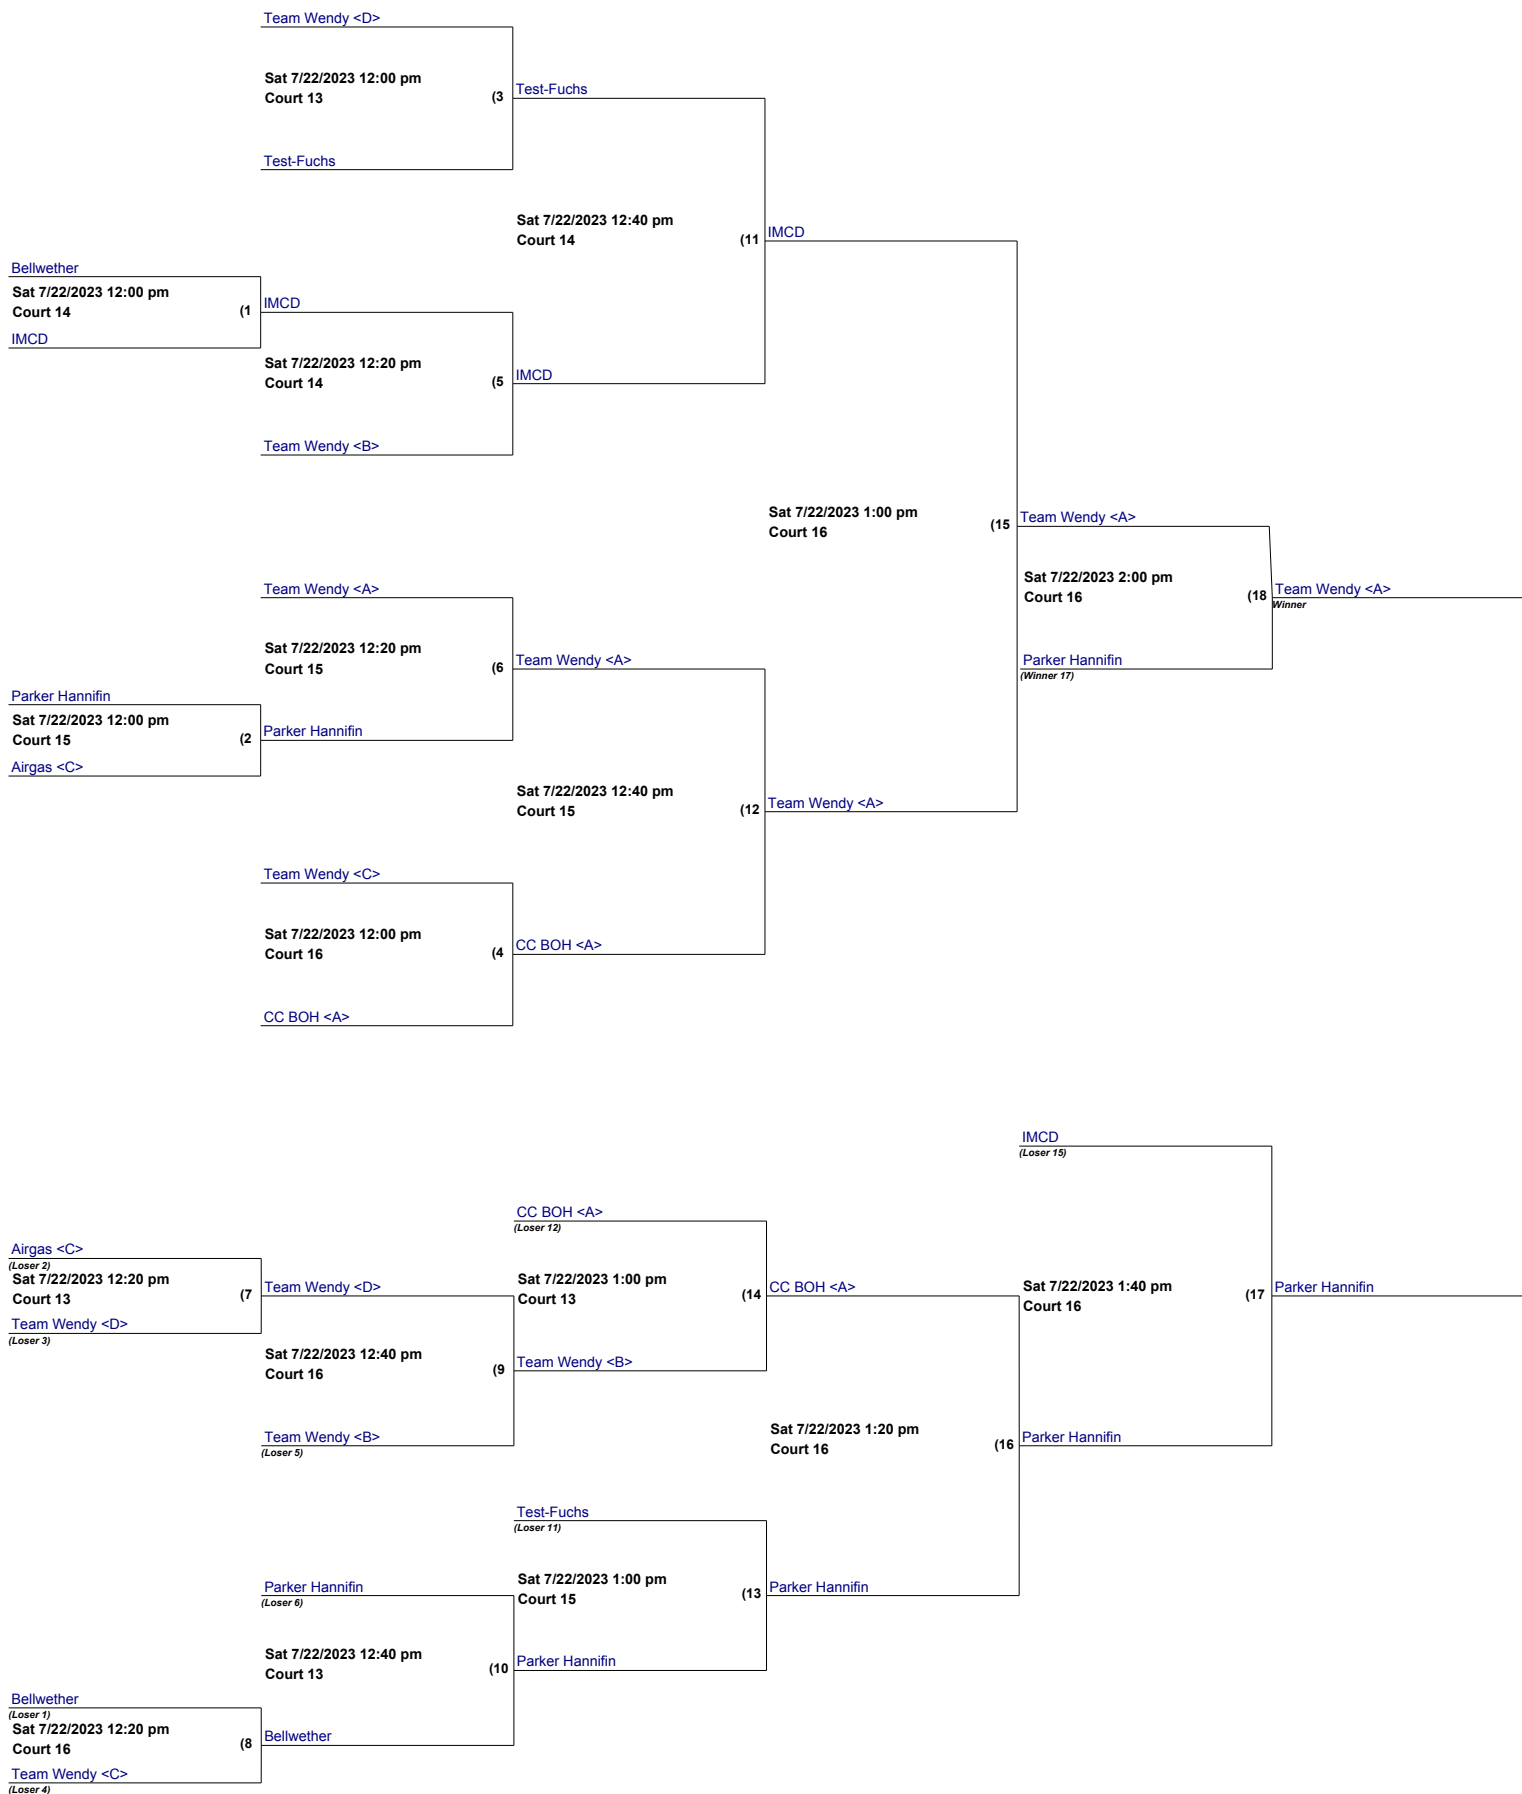 Team Wendy <D>
Sat 7/22/2023 12:00 pm
Court 13
(3
Test-Fuchs
Test-Fuchs
Sat 7/22/2023 12:40 pm
Court 14
(11
IMCD
Bellwether
Sat 7/22/2023 12:00 pm
Court 14
(1
IMCD
IMCD
Sat 7/22/2023 12:20 pm
Court 14
(5
IMCD
Team Wendy <B>
Sat 7/22/2023 1:00 pm
Court 16
(15
Team Wendy <A>
Sat 7/22/2023 2:00 pm
Court 16
(18
Team Wendy <A>
Winner
Team Wendy <A>
Sat 7/22/2023 12:20 pm
Court 15
(6
Team Wendy <A>
Parker Hannifin
(Winner 17)
Parker Hannifin
Sat 7/22/2023 12:00 pm
Court 15
(2
Parker Hannifin
Airgas <C>
Sat 7/22/2023 12:40 pm
Court 15
(12
Team Wendy <A>
Team Wendy <C>
Sat 7/22/2023 12:00 pm
Court 16
(4
CC BOH <A>
CC BOH <A>
IMCD
(Loser 15)
CC BOH <A>
(Loser 12)
Airgas <C>
(Loser 2)
Sat 7/22/2023 12:20 pm
Court 13
(7
Team Wendy <D>
Sat 7/22/2023 1:00 pm
Court 13
(14
CC BOH <A>
Sat 7/22/2023 1:40 pm
Court 16
(17
Parker Hannifin
Team Wendy <D>
(Loser 3)
Sat 7/22/2023 12:40 pm
Court 16
(9
Team Wendy <B>
Team Wendy <B>
(Loser 5)
Sat 7/22/2023 1:20 pm
Court 16
(16
Parker Hannifin
Test-Fuchs
(Loser 11)
Parker Hannifin
(Loser 6)
Sat 7/22/2023 1:00 pm
Court 15
(13
Parker Hannifin
Sat 7/22/2023 12:40 pm
Court 13
(10
Parker Hannifin
Bellwether
(Loser 1)
Sat 7/22/2023 12:20 pm
Court 16
(8
Bellwether
Team Wendy <C>
(Loser 4)